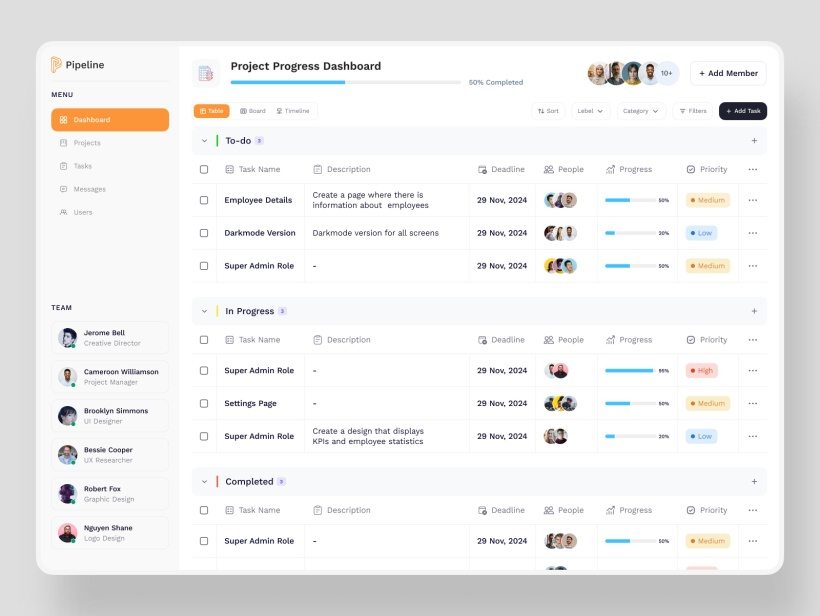 Pipeline
MENU
Dashboard
Projects
Tasks
Messages
Users
TEAM
Jerome Bell
Creative Director
Cameroon Williamson
Project Manager
Brooklyn Simmons
UI Designer
Bessie Cooper
UX Researcher
Robert Fox
Graphic Design
Nguyen Shane
Logo Design
Project Progress Dashboard
50% Completed
10+
+ Add Member
Table Board Timeline
Sort Lebel Category Filters + Add Task
To-do 3 +
Task Name Description Deadline People Progress Priority
Employee Details Create a page where there is
information about employees 29 Nov, 2024 50% Medium
Darkmode Version Darkmode version for all screens 29 Nov, 2024 20% Low
Super Admin Role - 29 Nov, 2024 50% Medium
In Progress 3 +
Task Name Description Deadline People Progress Priority
Super Admin Role - 29 Nov, 2024 High
Settings Page - 29 Nov, 2024 50% Medium
Super Admin Role Create a design that displays
KPIs and employee statistics 29 Nov, 2024 20% Low
Completed 3 +
Task Name Description Deadline People Progress Priority
Super Admin Role - 29 Nov, 2024 50% Medium